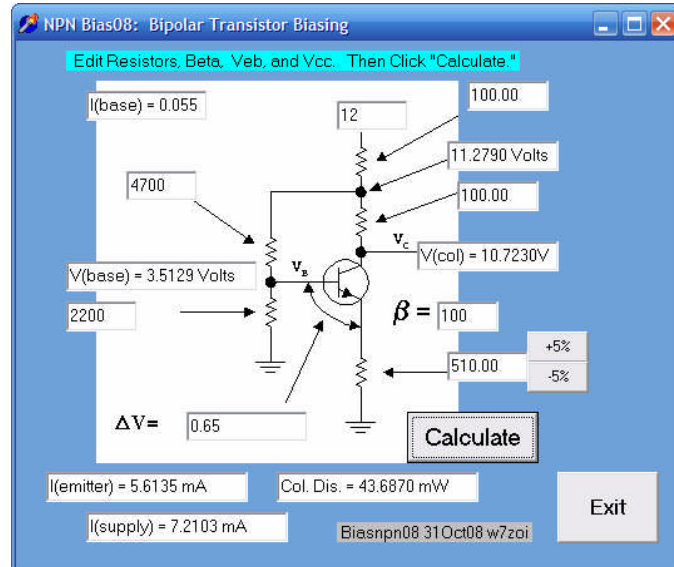 NPN Bias08: Bipolar Transistor Biasing
Edit Resistors, Beta, Veb, and Vcc. Then Click "Calculate."
I(base) = 0.055
12
100.00
11.2790 Volts
4700
100.00
VC
V(col) = 10.7230V
V(base) = 3.5129 Volts
VB
2200
β = 100
+5%
510.00
-5%
ΔV= 0.65
Calculate
I(emitter) = 5.6135 mA
Col. Dis. = 43.6870 mW
Exit
I(supply) = 7.2103 mA
Biasnpn08 31Oct08 w7zoi